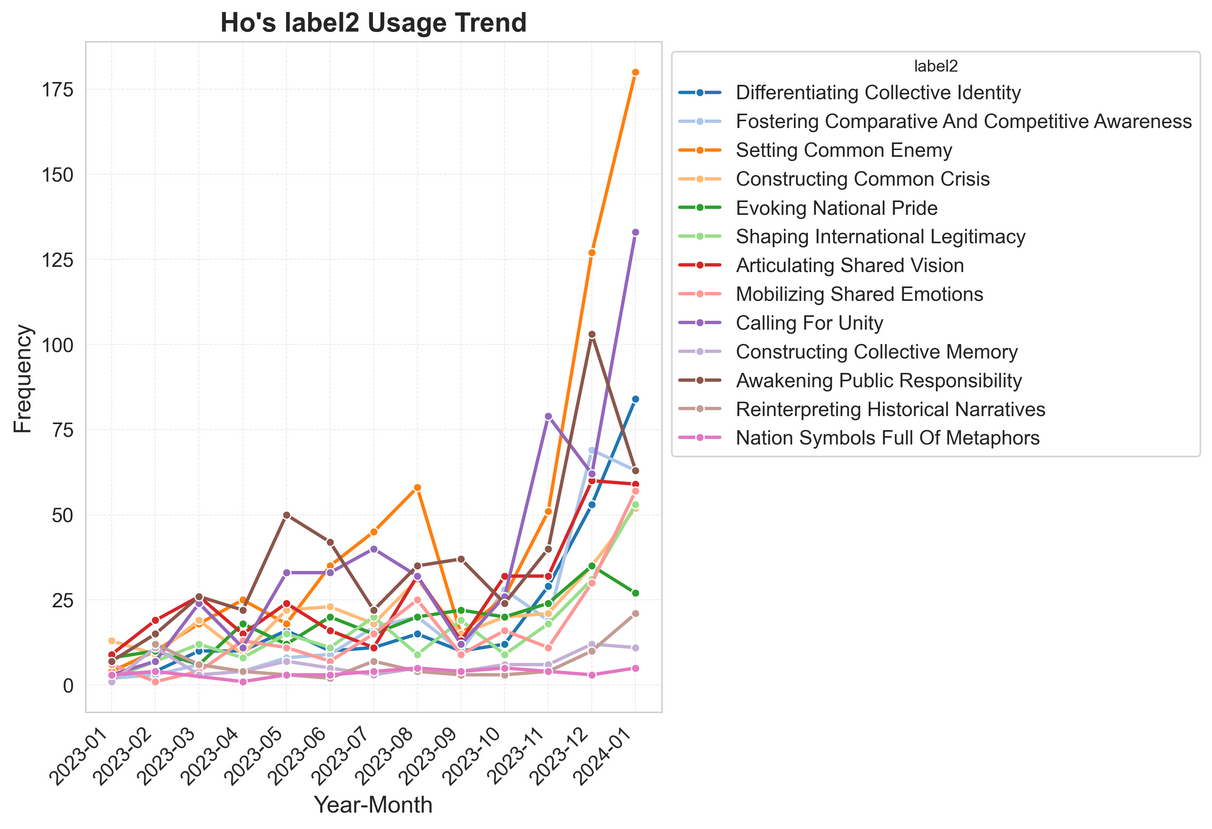 Ho's label2 Usage Trend
Frequency
175
150
125
100
75
50
25
0
2023-01
2023-02
2023-03
2023-04
2023-05
2023-06
2023-07
2023-08
2023-09
2023-10
2023-11
2023-12
2024-01
Year-Month
label2
Differentiating Collective Identity
Fostering Comparative And Competitive Awareness
Setting Common Enemy
Constructing Common Crisis
Evoking National Pride
Shaping International Legitimacy
Articulating Shared Vision
Mobilizing Shared Emotions
Calling For Unity
Constructing Collective Memory
Awakening Public Responsibility
Reinterpreting Historical Narratives
Nation Symbols Full Of Metaphors